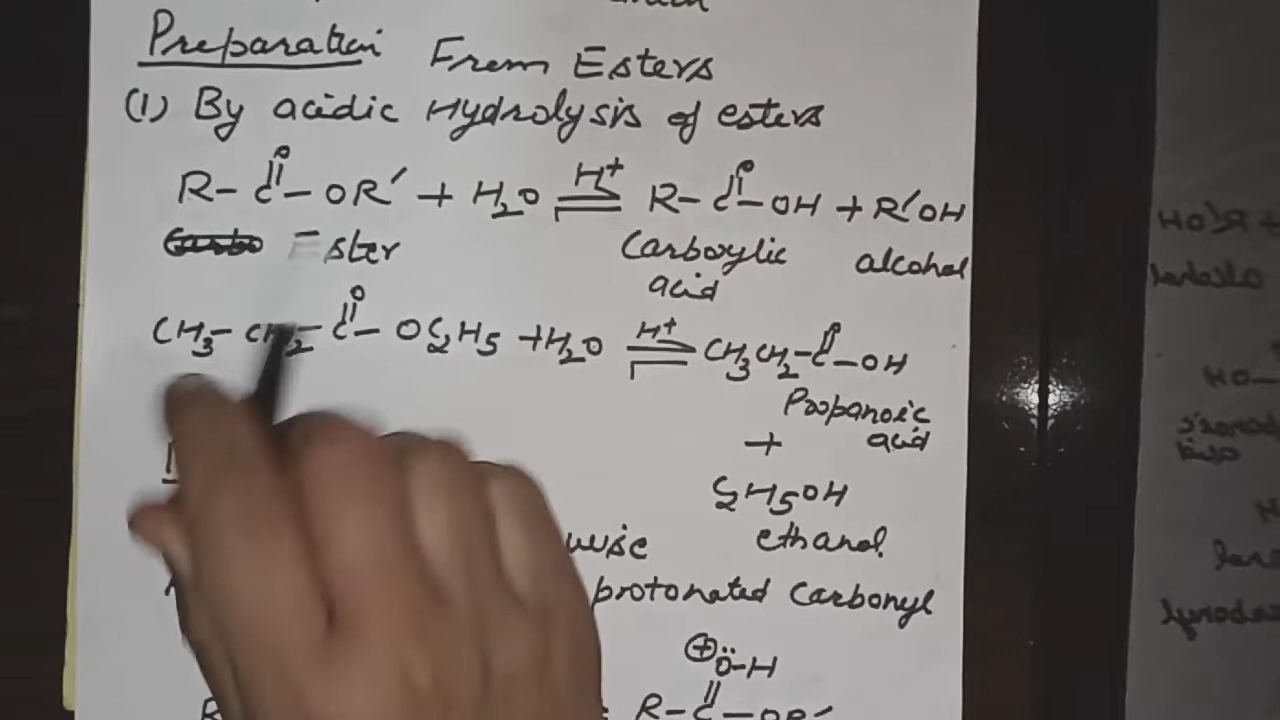 Preparation From Esters
(1) By acidic Hydrolysis of esters
R-C(=O)-OR' + H2O ⇌ (H+) R-C(=O)-OH + R'OH
Ester Carboxylic acid alcohol
CH3-CH2-C(=O)-OC2H5 + H2O ⇌ (H+) CH3CH2-C(=O)-OH
Propanoic acid
+
C2H5OH
ethanol
protonated Carbonyl
⊕
Ö-H
||
R-C-OR'